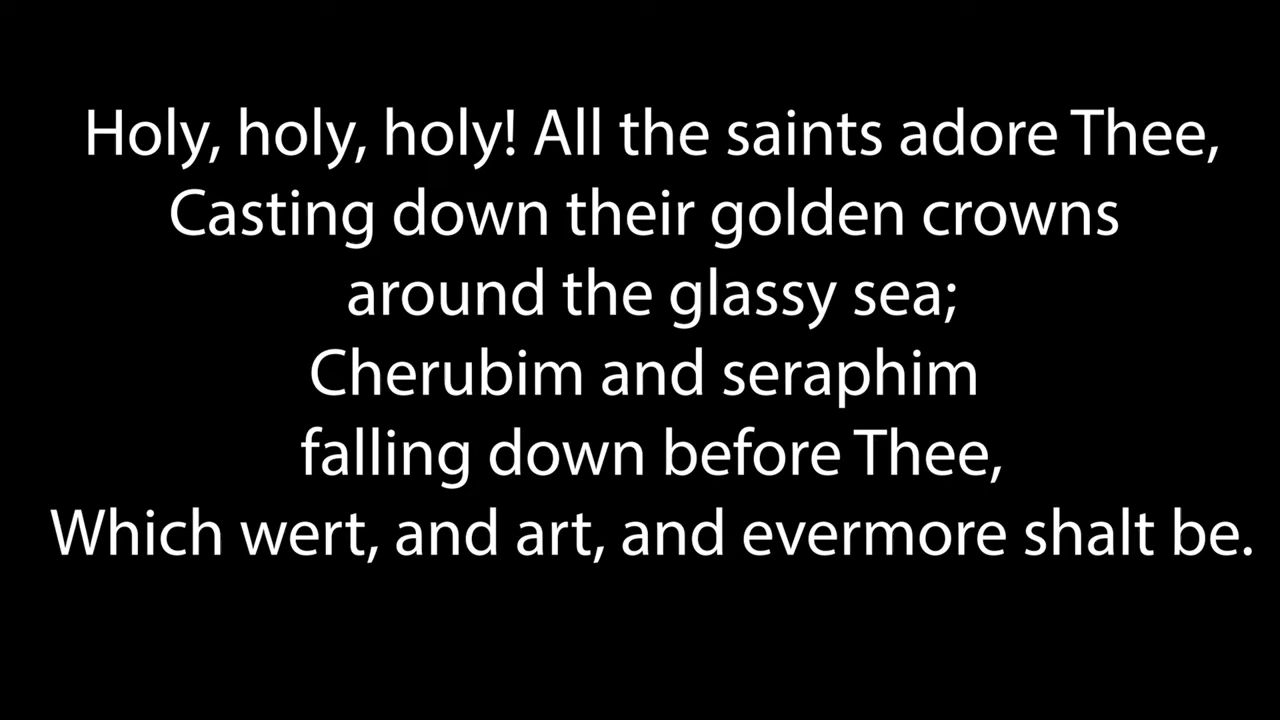 Holy, holy, holy! All the saints adore Thee,
Casting down their golden crowns
around the glassy sea;
Cherubim and seraphim
falling down before Thee,
Which wert, and art, and evermore shalt be.